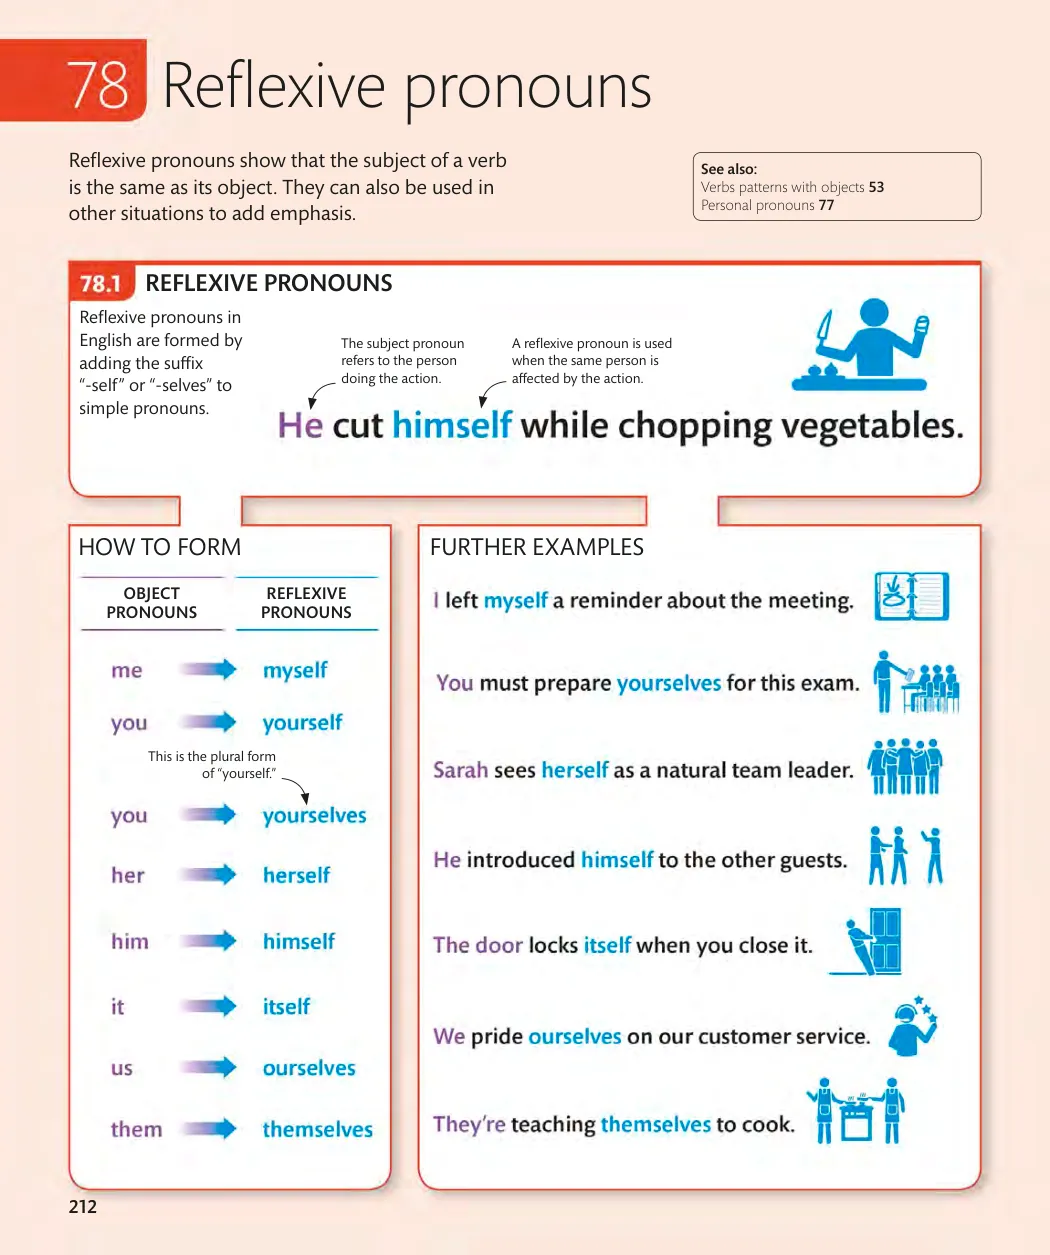 78 Reflexive pronouns
Reflexive pronouns show that the subject of a verb
is the same as its object. They can also be used in
other situations to add emphasis.
See also:
Verbs patterns with objects 53
Personal pronouns 77
78.1 REFLEXIVE PRONOUNS
Reflexive pronouns in
English are formed by
adding the suffix
“-self” or “-selves” to
simple pronouns.
The subject pronoun
refers to the person
doing the action.
A reflexive pronoun is used
when the same person is
affected by the action.
He cut himself while chopping vegetables.
HOW TO FORM
OBJECT
PRONOUNS
REFLEXIVE
PRONOUNS
me myself
you yourself
This is the plural form
of “yourself.”
you yourselves
her herself
him himself
it itself
us ourselves
them themselves
FURTHER EXAMPLES
I left myself a reminder about the meeting.
You must prepare yourselves for this exam.
Sarah sees herself as a natural team leader.
He introduced himself to the other guests.
The door locks itself when you close it.
We pride ourselves on our customer service.
They’re teaching themselves to cook.
212